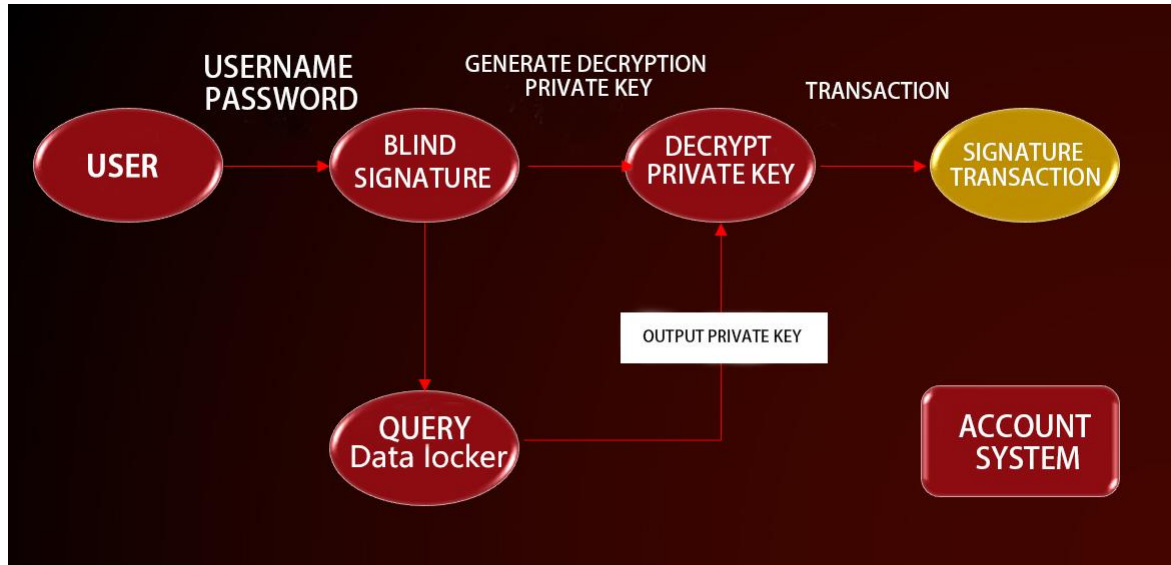 USERNAME
PASSWORD
GENERATE DECRYPTION
PRIVATE KEY
TRANSACTION
USER
BLIND
SIGNATURE
DECRYPT
PRIVATE KEY
SIGNATURE
TRANSACTION
OUTPUT PRIVATE KEY
QUERY
Data locker
ACCOUNT
SYSTEM